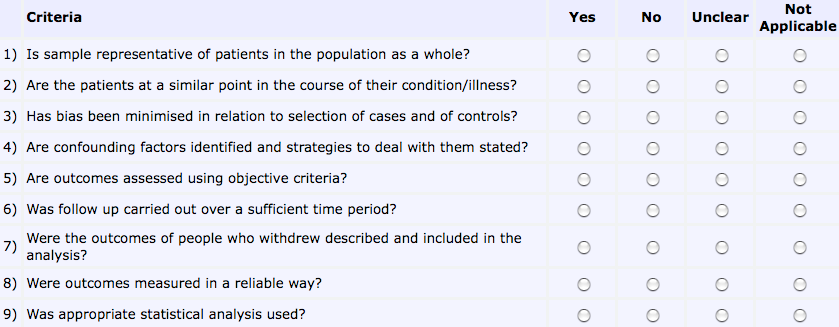 Criteria Yes No Unclear Not Applicable
1) Is sample representative of patients in the population as a whole?
2) Are the patients at a similar point in the course of their condition/illness?
3) Has bias been minimised in relation to selection of cases and of controls?
4) Are confounding factors identified and strategies to deal with them stated?
5) Are outcomes assessed using objective criteria?
6) Was follow up carried out over a sufficient time period?
7) Were the outcomes of people who withdrew described and included in the
analysis?
8) Were outcomes measured in a reliable way?
9) Was appropriate statistical analysis used?